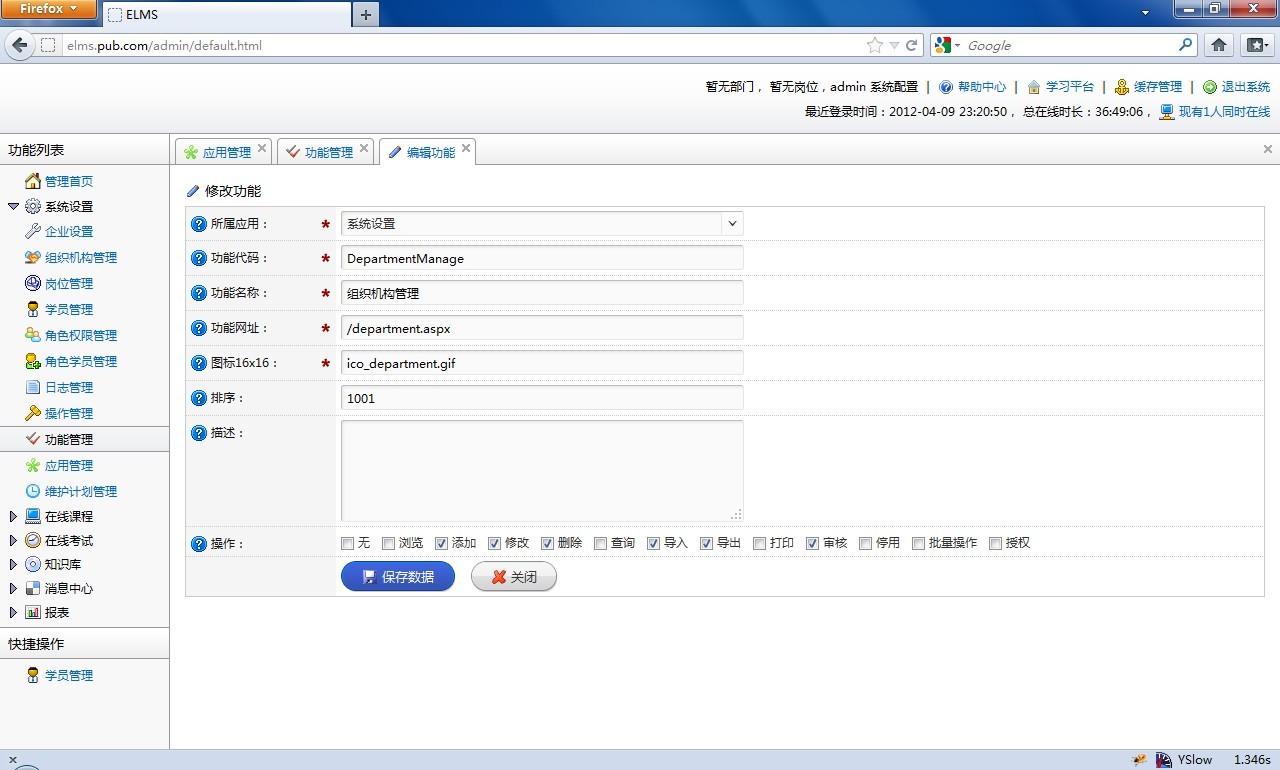 Firefox
ELMS
elms.pub.com/admin/default.html
Google
暂无部门，暂无岗位，admin 系统配置 | 帮助中心 | 学习平台 | 缓存管理 | 退出系统
最近登录时间：2012-04-09 23:20:50，总在线时长：36:49:06， 现有1人同时在线
功能列表
应用管理
功能管理
编辑功能
管理首页
系统设置
企业设置
组织机构管理
岗位管理
学员管理
角色权限管理
角色学员管理
日志管理
操作管理
功能管理
应用管理
维护计划管理
在线课程
在线考试
知识库
消息中心
报表
快捷操作
学员管理
修改功能
所属应用： * 系统设置
功能代码： * DepartmentManage
功能名称： * 组织机构管理
功能网址： * /department.aspx
图标16x16： * ico_department.gif
排序： 1001
描述：
操作： 无 浏览 添加 修改 删除 查询 导入 导出 打印 审核 停用 批量操作 授权
保存数据 关闭
YSlow 1.346s